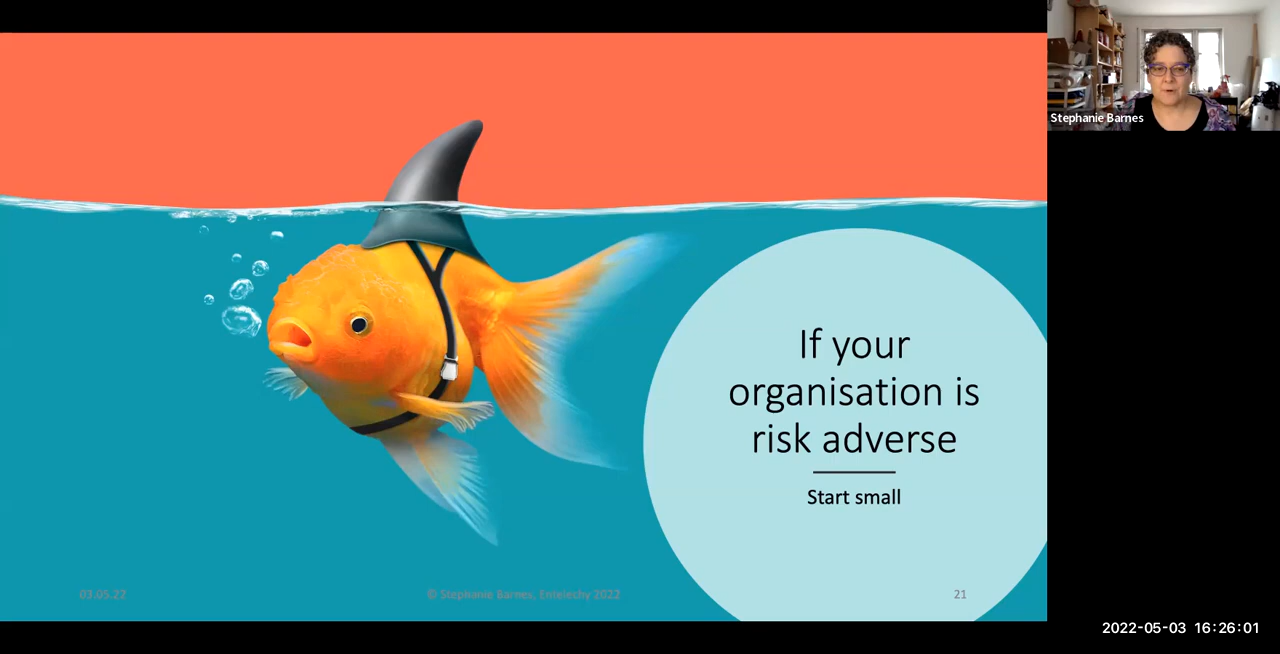 Stephanie Barnes
If your
organisation is
risk adverse
Start small
03.05.22
© Stephanie Barnes, Entelechy 2022
21
2022-05-03 16:26:01